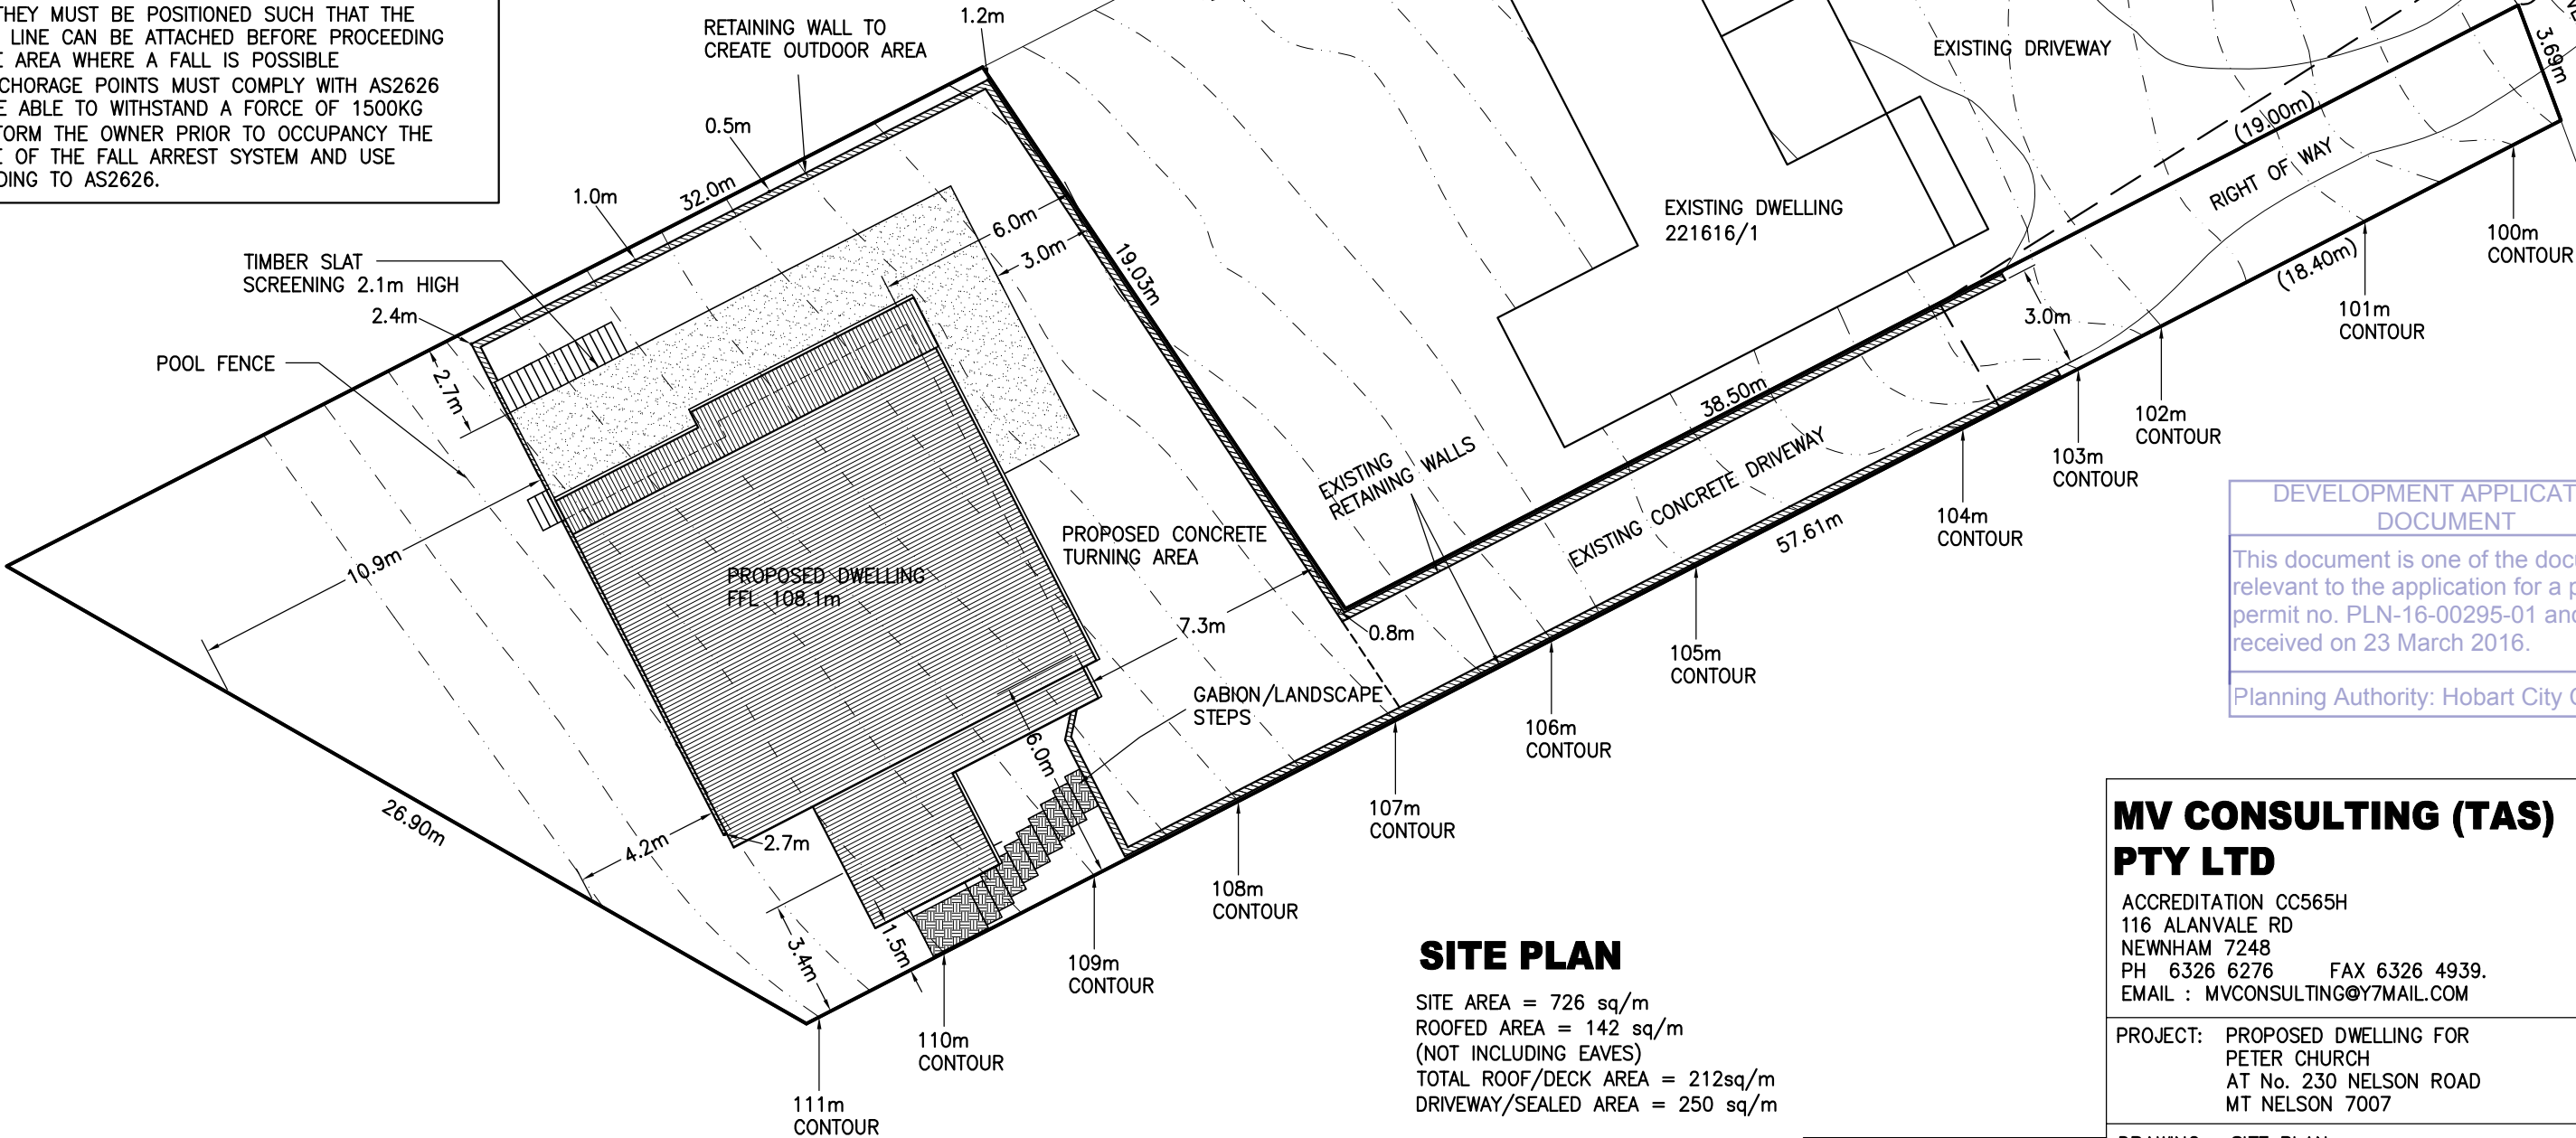 THEY MUST BE POSITIONED SUCH THAT THE
LINE CAN BE ATTACHED BEFORE PROCEEDING
AREA WHERE A FALL IS POSSIBLE
CHORAGE POINTS MUST COMPLY WITH AS2626
ABLE TO WITHSTAND A FORCE OF 1500KG
FORM THE OWNER PRIOR TO OCCUPANCY THE
OF THE FALL ARREST SYSTEM AND USE
DING TO AS2626.
RETAINING WALL TO
CREATE OUTDOOR AREA
1.2m
0.5m
1.0m
32.0m
TIMBER SLAT
SCREENING 2.1m HIGH
2.4m
POOL FENCE
2.7m
6.0m
3.0m
19.03m
EXISTING DRIVEWAY
EXISTING DWELLING
221616/1
3.69m
(19.00m)
RIGHT OF WAY
(18.40m)
3.0m
38.50m
EXISTING
RETAINING WALLS
EXISTING CONCRETE DRIVEWAY
57.61m
100m
CONTOUR
101m
CONTOUR
102m
CONTOUR
103m
CONTOUR
104m
CONTOUR
105m
CONTOUR
106m
CONTOUR
107m
CONTOUR
108m
CONTOUR
109m
CONTOUR
110m
CONTOUR
111m
CONTOUR
10.9m
PROPOSED DWELLING
FFL 108.1m
PROPOSED CONCRETE
TURNING AREA
7.3m
0.8m
GABION/LANDSCAPE
STEPS
6.0m
26.90m
4.2m
2.7m
3.4m
1.5m
SITE PLAN
SITE AREA = 726 sq/m
ROOFED AREA = 142 sq/m
(NOT INCLUDING EAVES)
TOTAL ROOF/DECK AREA = 212sq/m
DRIVEWAY/SEALED AREA = 250 sq/m
DEVELOPMENT APPLICAT
DOCUMENT
This document is one of the docu
relevant to the application for a p
permit no. PLN-16-00295-01 and
received on 23 March 2016.
Planning Authority: Hobart City C
MV CONSULTING (TAS)
PTY LTD
ACCREDITATION CC565H
116 ALANVALE RD
NEWNHAM 7248
PH 6326 6276 FAX 6326 4939.
EMAIL : MVCONSULTING@Y7MAIL.COM
PROJECT: PROPOSED DWELLING FOR
PETER CHURCH
AT No. 230 NELSON ROAD
MT NELSON 7007
DRAWING: SITE PLAN